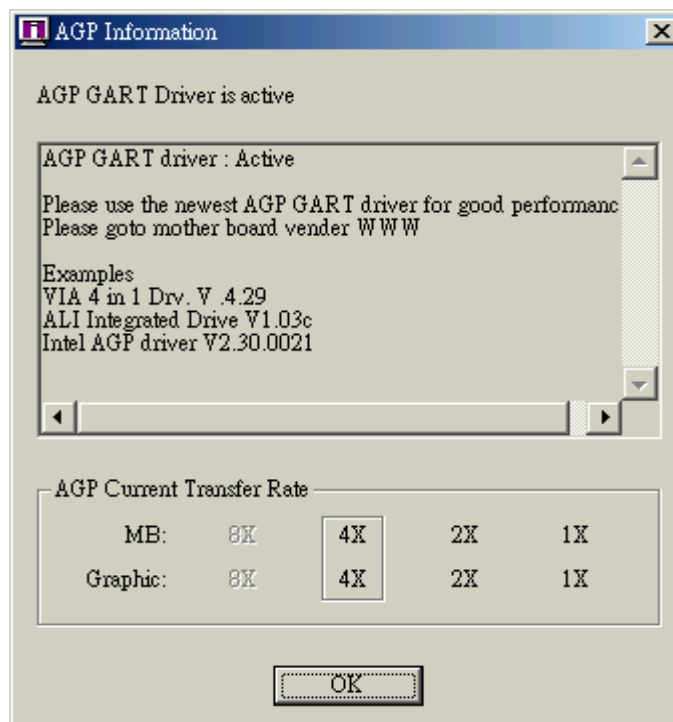 AGP Information
AGP GART Driver is active
AGP GART driver : Active
Please use the newest AGP GART driver for good performanc
Please goto mother board vender WWW
Examples
VIA 4 in 1 Drv. V .4.29
ALI Integrated Drive V1.03c
Intel AGP driver V2.30.0021
AGP Current Transfer Rate
MB: 8X 4X 2X 1X
Graphic: 8X 4X 2X 1X
OK